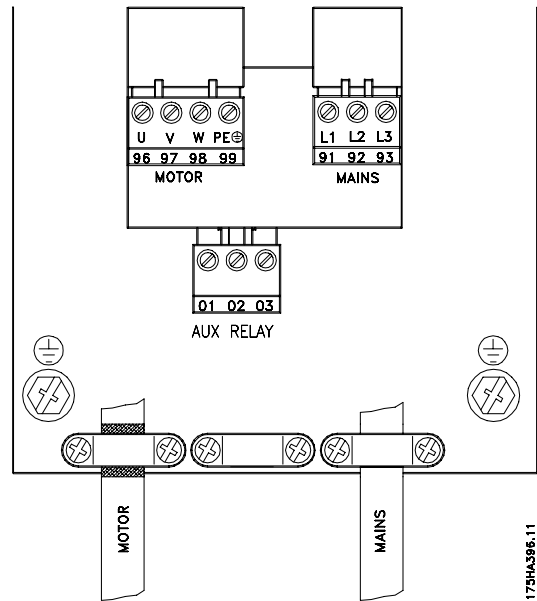 U V W PE
96 97 98 99
MOTOR
L1 L2 L3
91 92 93
MAINS
01 02 03
AUX RELAY
MOTOR
MAINS
175HA396.11